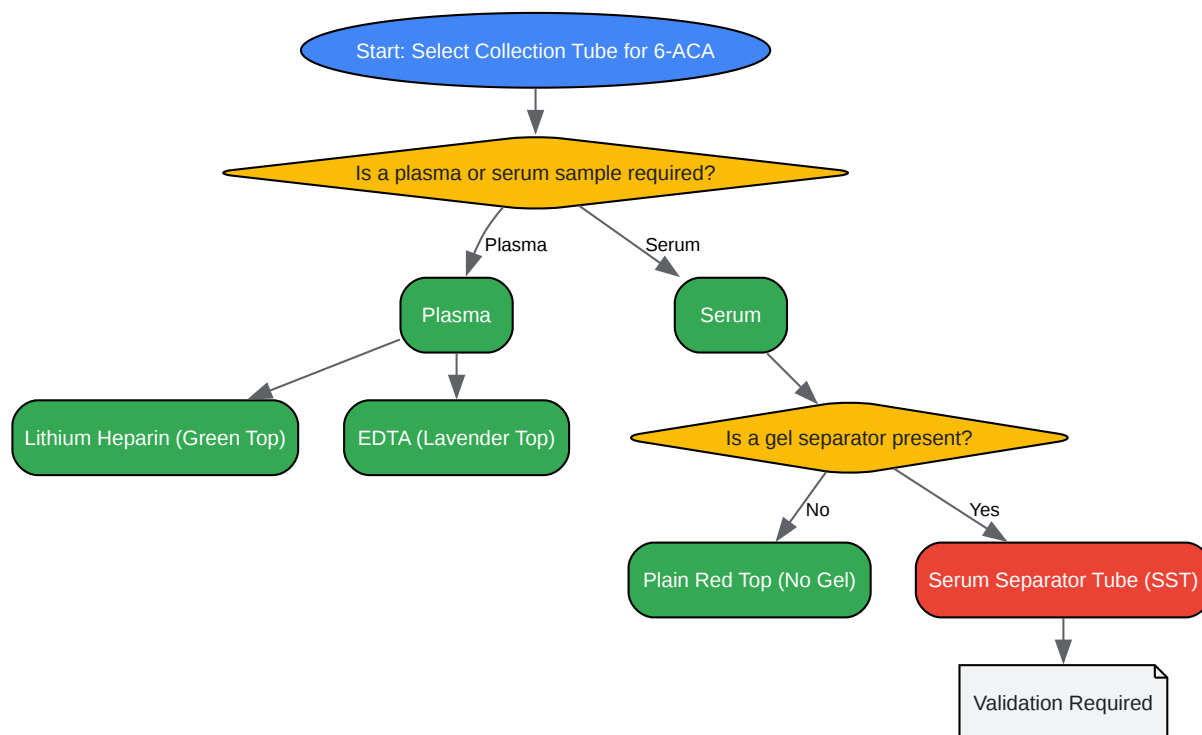 Start: Select Collection Tube for 6-ACA
Is a plasma or serum sample required?
Plasma
Serum
Plasma
Serum
Lithium Heparin (Green Top)
EDTA (Lavender Top)
Is a gel separator present?
No
Yes
Plain Red Top (No Gel)
Serum Separator Tube (SST)
Validation Required